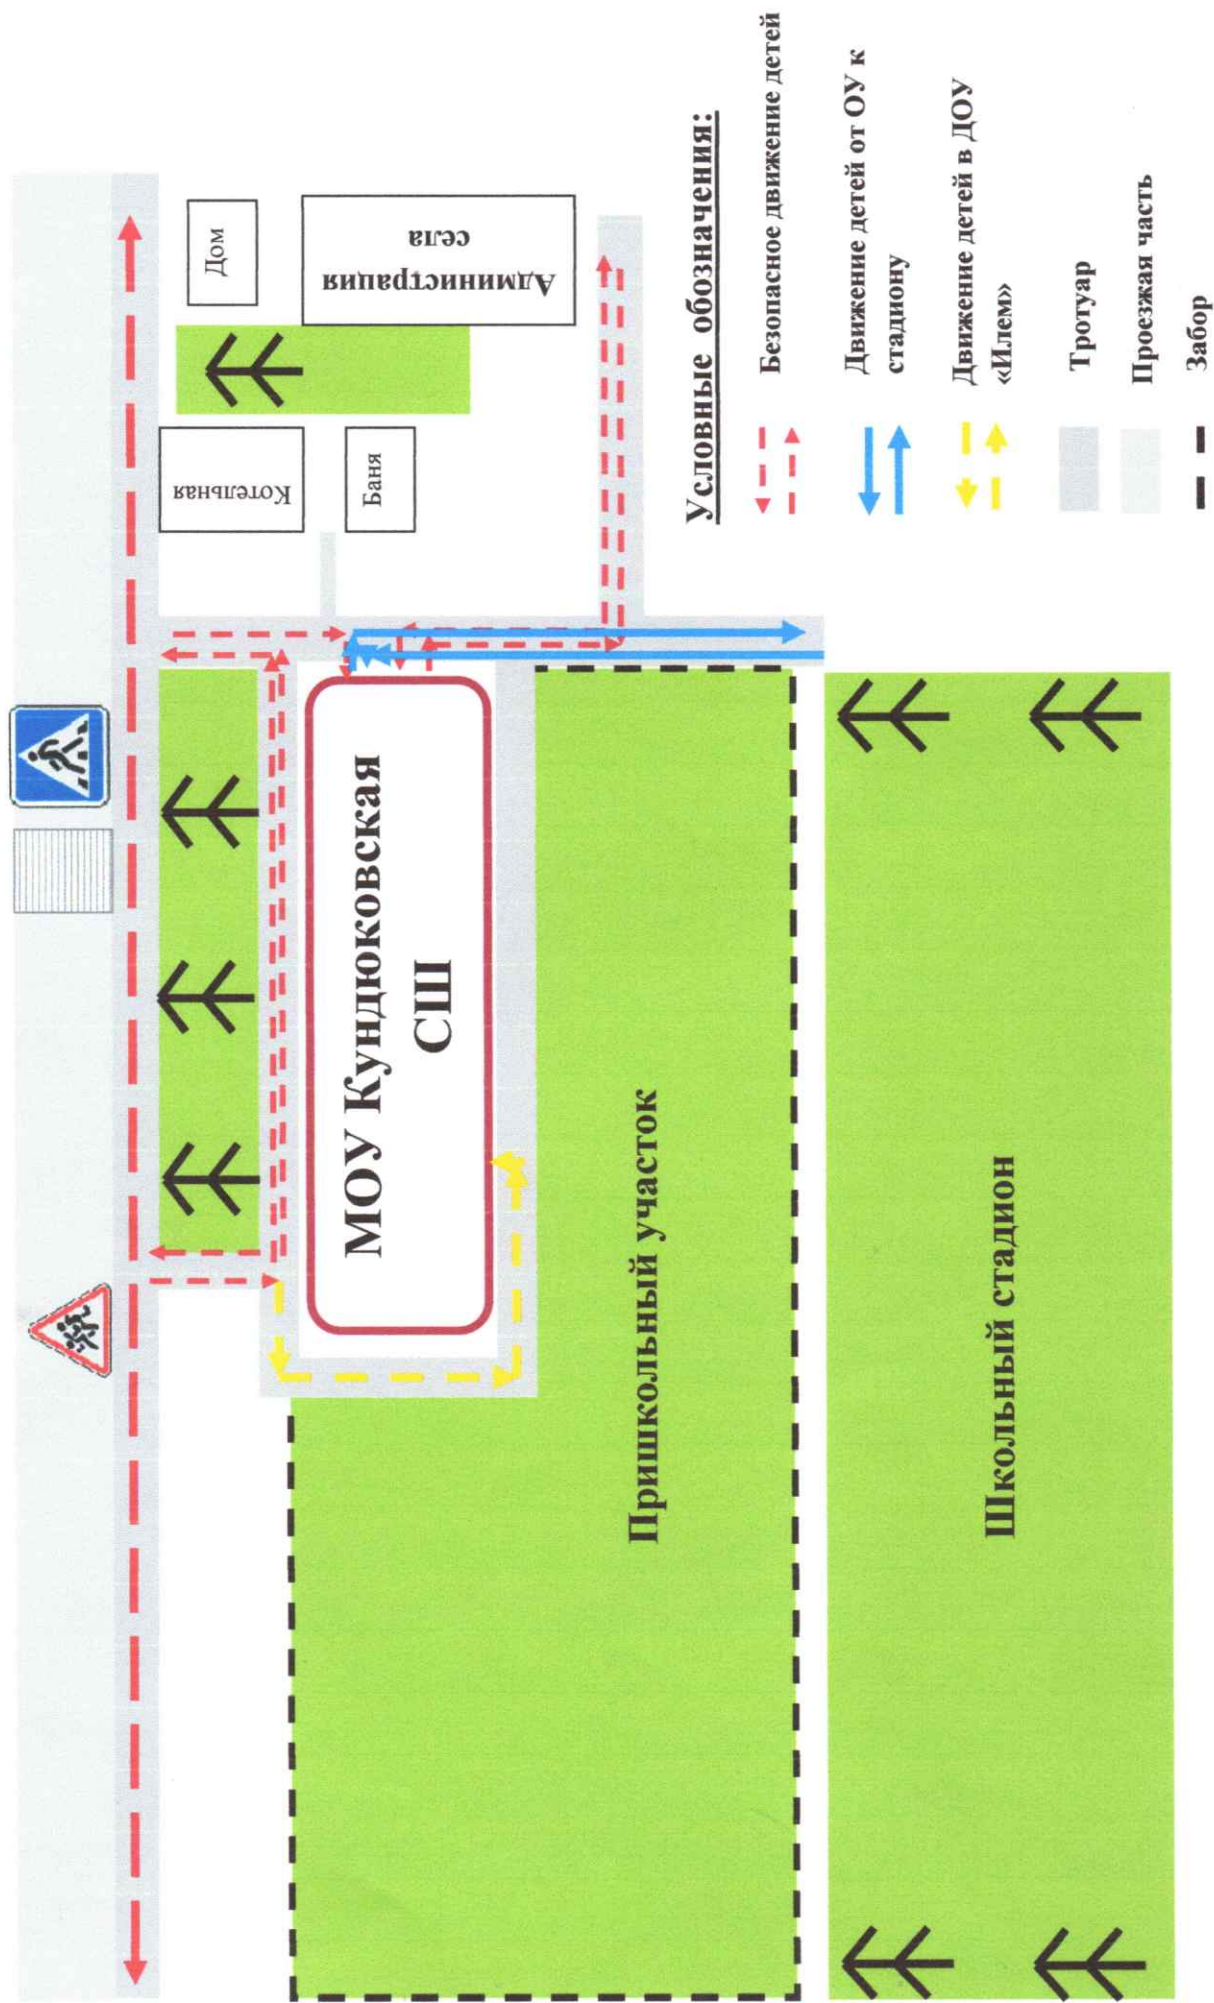 Дом
Администрация
села
Котельная
Баня
МОУ Кундюковская
СШ
Пришкольный участок
Школьный стадион
Условные обозначения:
Безопасное движение детей
Движение детей от ОУ к
стадиону
Движение детей в ДОУ
«Илем»
Тротуар
Проезжая часть
Забор